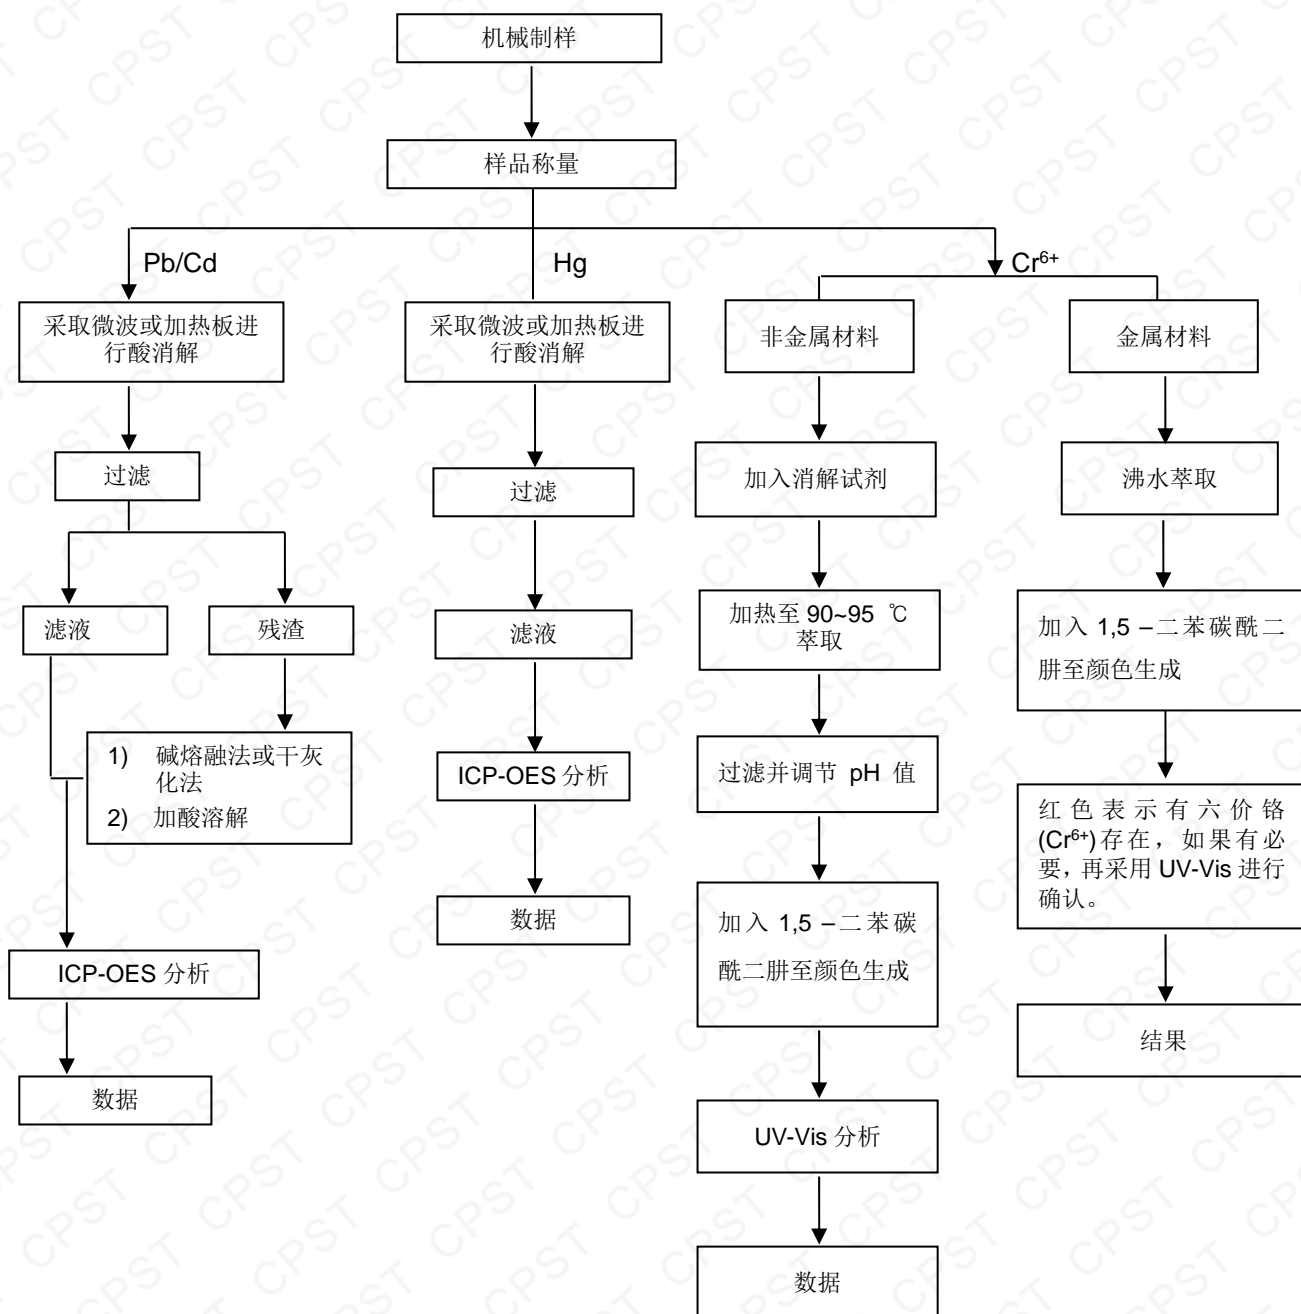 机械制样
样品称量
Pb/Cd
Hg
Cr⁶⁺
采取微波或加热板进
行酸消解
采取微波或加热板进
行酸消解
非金属材料
金属材料
过滤
过滤
加入消解试剂
沸水萃取
滤液
残渣
滤液
加热至 90~95 ℃
萃取
加入 1,5 –二苯碳酰二
肼至颜色生成
1) 碱熔融法或干灰
化法
2) 加酸溶解
ICP-OES 分析
过滤并调节 pH 值
红色表示有六价铬
(Cr⁶⁺)存在，如果有必
要，再采用 UV-Vis 进行
确认。
数据
加入 1,5 –二苯碳
酰二肼至颜色生成
ICP-OES 分析
结果
数据
UV-Vis 分析
数据
CPST